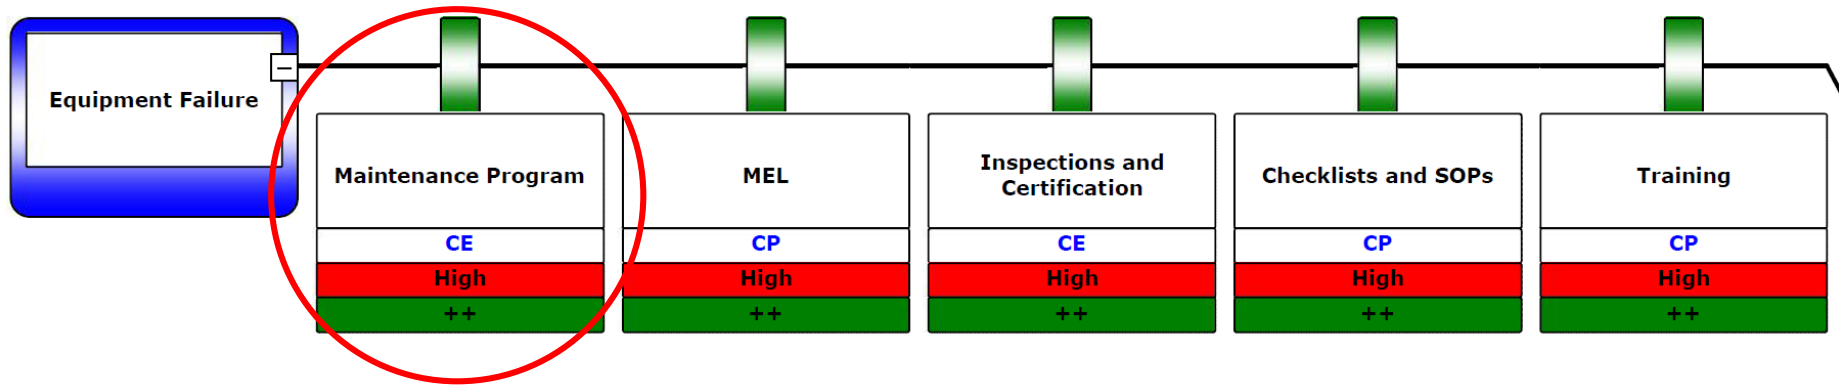 Equipment Failure
Maintenance Program
CE
High
++
MEL
CP
High
++
Inspections and
Certification
CE
High
++
Checklists and SOPs
CP
High
++
Training
CP
High
++